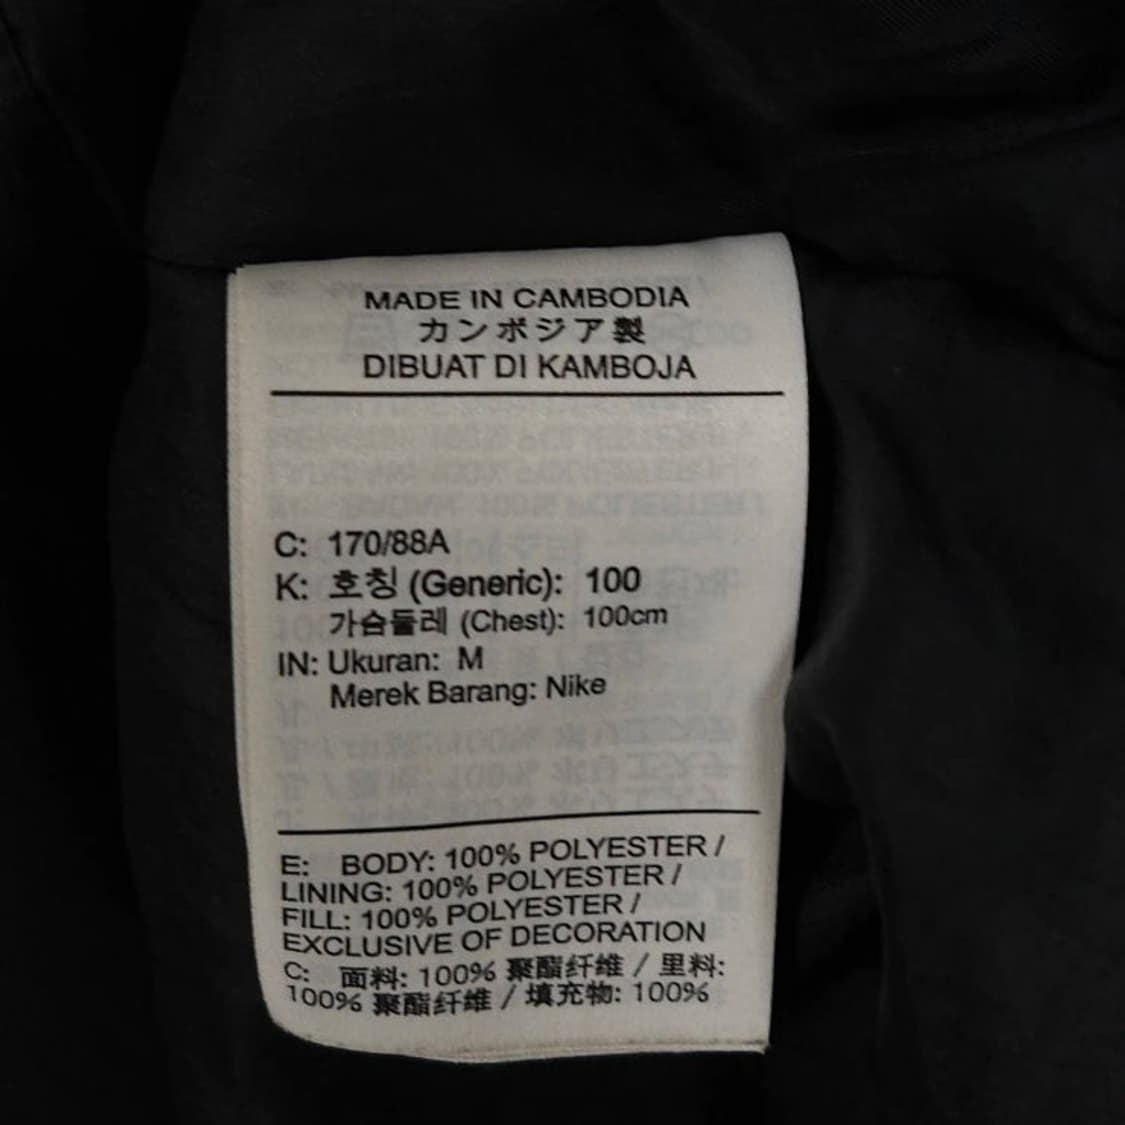 MADE IN CAMBODIA
カンボジア製
DIBUAT DI KAMBOJA
C: 170/88A
K: 호칭 (Generic): 100
가슴둘레 (Chest): 100cm
IN: Ukuran: M
Merek Barang: Nike
E: BODY: 100% POLYESTER /
LINING: 100% POLYESTER /
FILL: 100% POLYESTER /
EXCLUSIVE OF DECORATION
C: 面料: 100% 聚酯纤维 / 里料:
100% 聚酯纤维 / 填充物: 100%